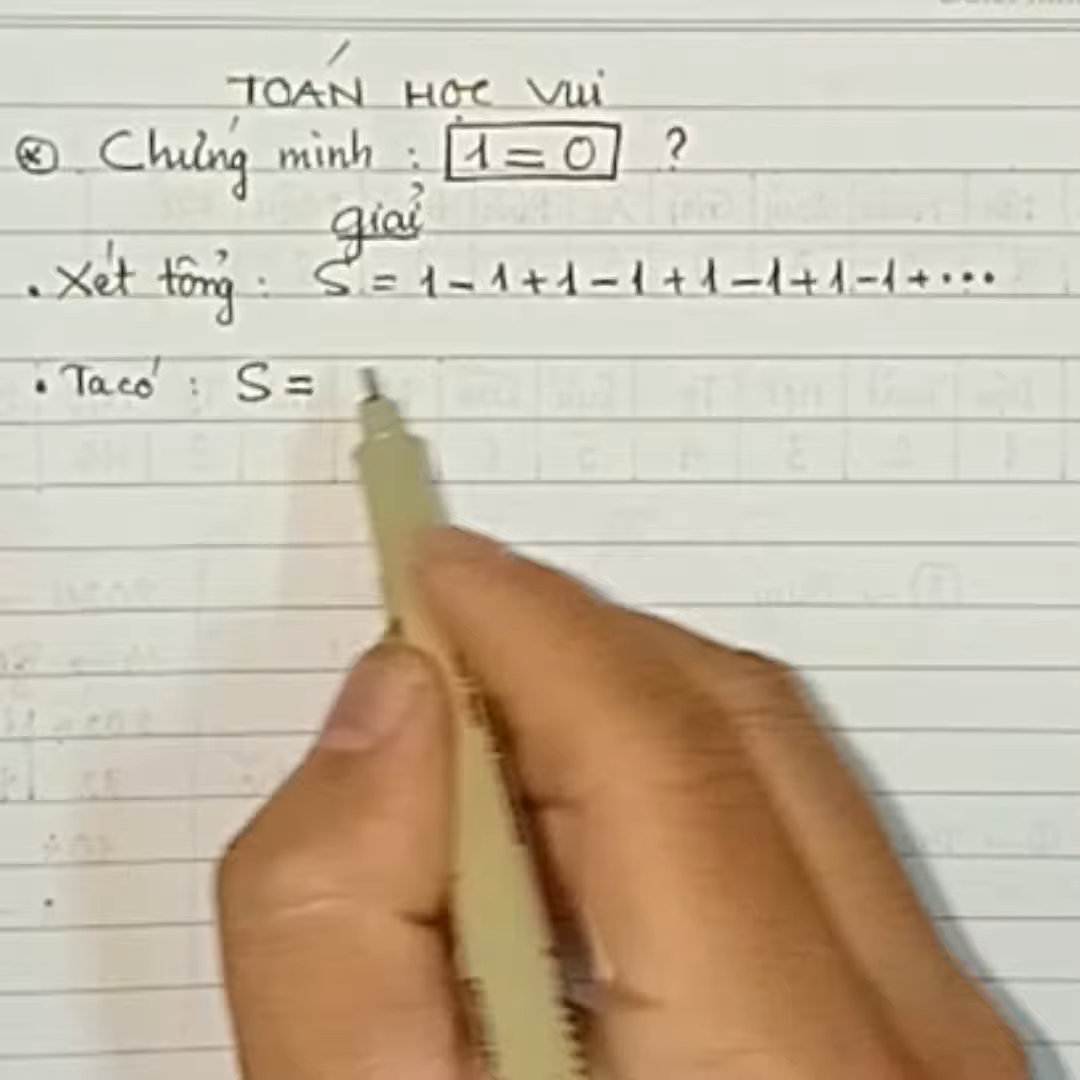 TOÁN HỌC VUI
* Chứng minh : 1 = 0 ?
giải
. Xét tổng : S = 1 - 1 + 1 - 1 + 1 - 1 + 1 - 1 + ...
. Ta có : S =